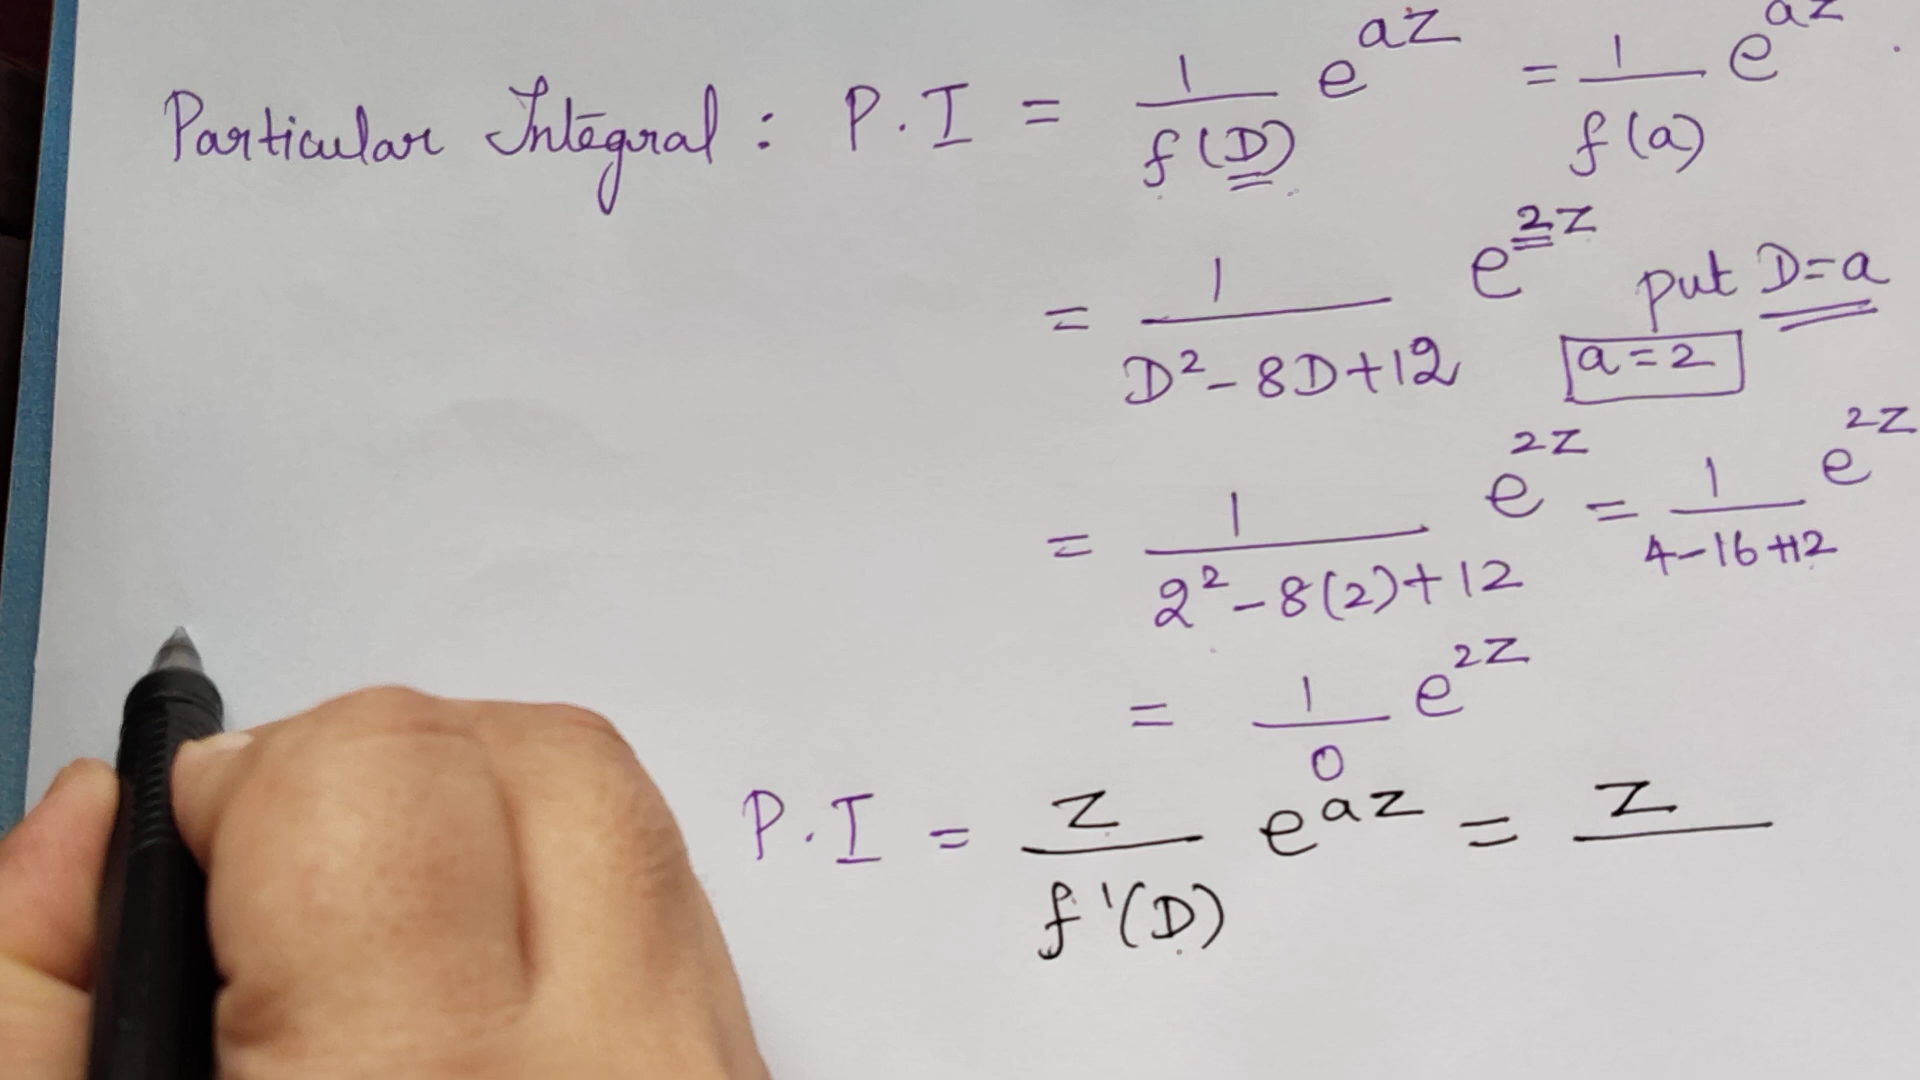 Particular Integral : P.I = 1/f(D) e^{az} = 1/f(a) e^{az}.
= 1/(D²-8D+12) e^{2z} put D=a
a=2
= 1/(2²-8(2)+12) e^{2z} = 1/(4-16+12) e^{2z}
= 1/0 e^{2z}
P.I = z/f'(D) e^{az} = z/